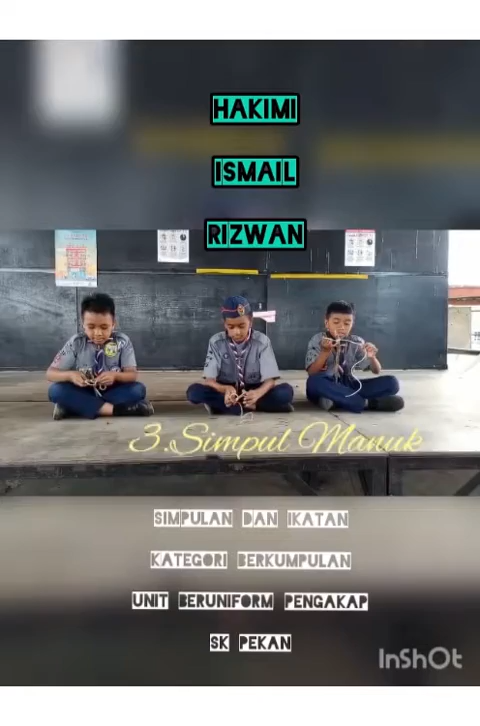 HAKIMI
ISMAIL
RIZWAN
3.Simpul Manuk
SIMPULAN DAN IKATAN
KATEGORI BERKUMPULAN
UNIT BERUNIFORM PENGAKAP
SK PEKAN
InShOt